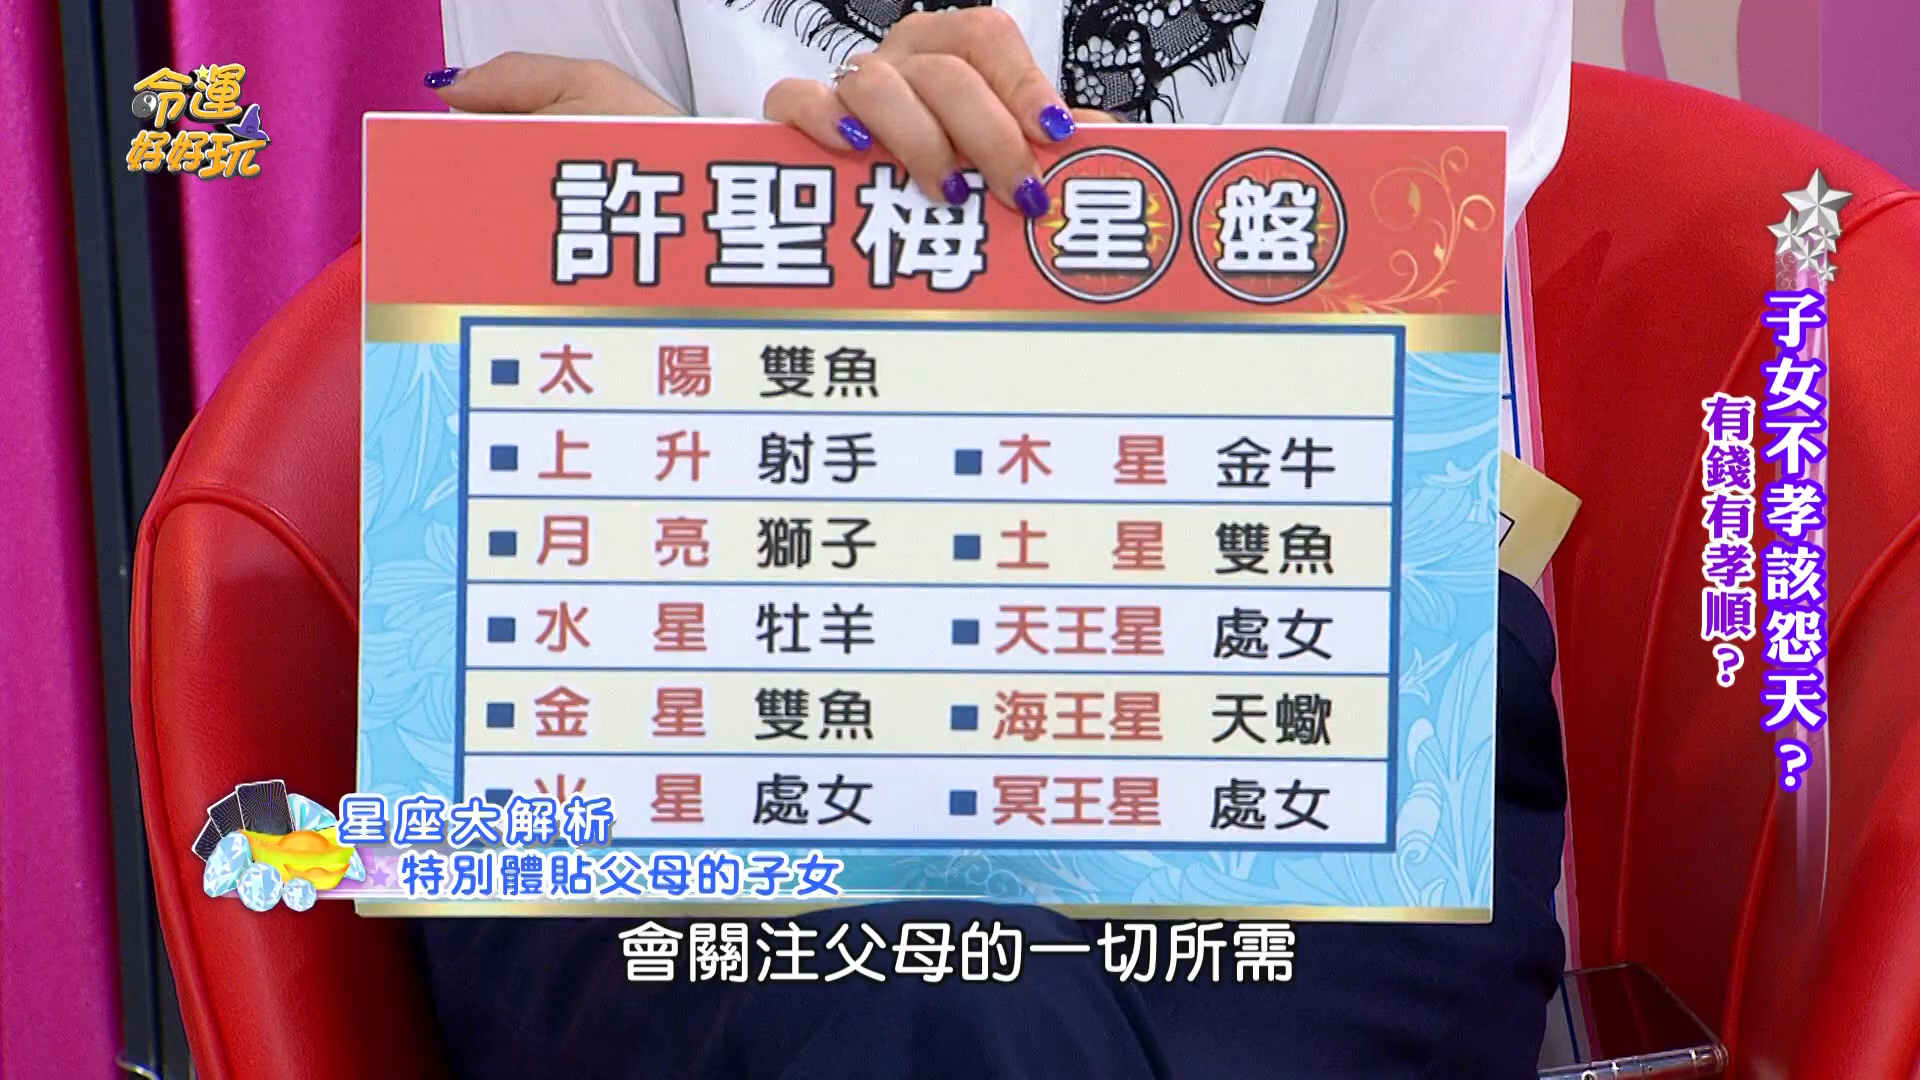 命運
好好玩
許聖梅星盤
太陽 雙魚
上升 射手 木星 金牛
月亮 獅子 土星 雙魚
水星 牡羊 天王星 處女
金星 雙魚 海王星 天蠍
火星 處女 冥王星 處女
子女不孝該怨天？
有錢有孝順？
星座大解析
特別體貼父母的子女
會關注父母的一切所需